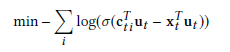 min − ∑_i log(σ(c_{ti}^T u_t − x_t^T u_t))